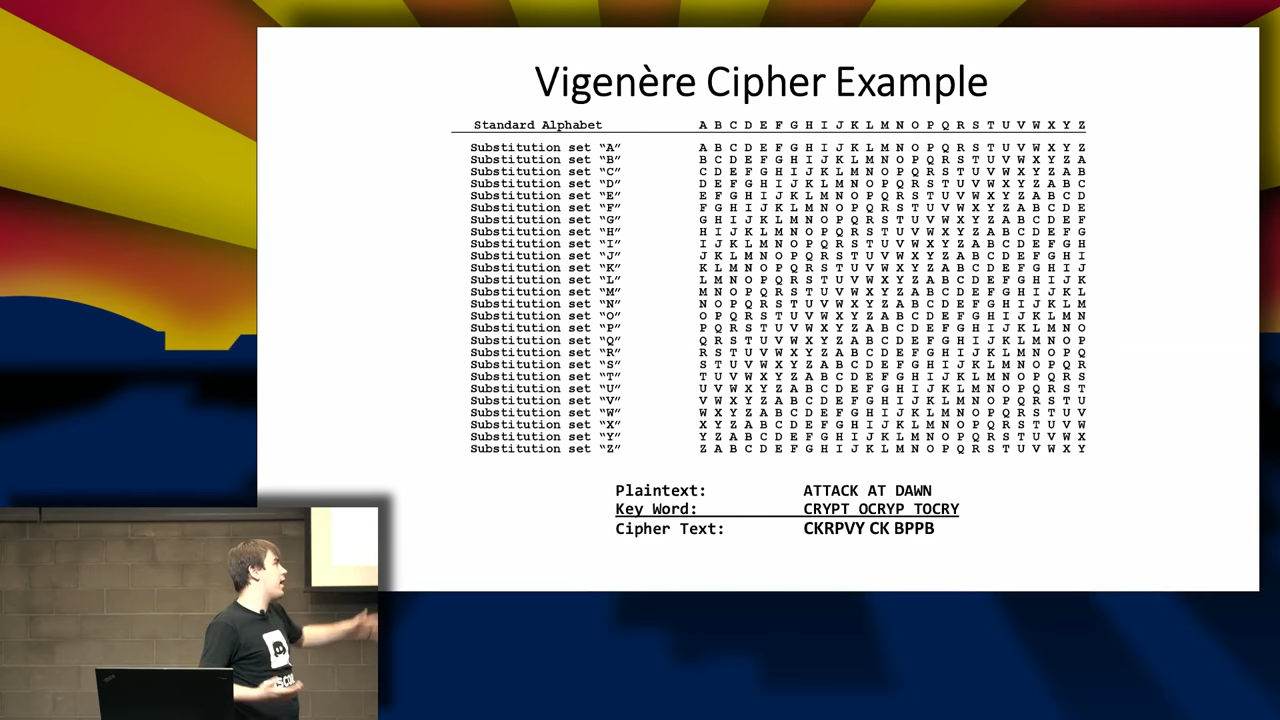 Vigenère Cipher Example
Standard Alphabet A B C D E F G H I J K L M N O P Q R S T U V W X Y Z
Substitution set “A” A B C D E F G H I J K L M N O P Q R S T U V W X Y Z
Substitution set “B” B C D E F G H I J K L M N O P Q R S T U V W X Y Z A
Substitution set “C” C D E F G H I J K L M N O P Q R S T U V W X Y Z A B
Substitution set “D” D E F G H I J K L M N O P Q R S T U V W X Y Z A B C
Substitution set “E” E F G H I J K L M N O P Q R S T U V W X Y Z A B C D
Substitution set “F” F G H I J K L M N O P Q R S T U V W X Y Z A B C D E
Substitution set “G” G H I J K L M N O P Q R S T U V W X Y Z A B C D E F
Substitution set “H” H I J K L M N O P Q R S T U V W X Y Z A B C D E F G
Substitution set “I” I J K L M N O P Q R S T U V W X Y Z A B C D E F G H
Substitution set “J” J K L M N O P Q R S T U V W X Y Z A B C D E F G H I
Substitution set “K” K L M N O P Q R S T U V W X Y Z A B C D E F G H I J
Substitution set “L” L M N O P Q R S T U V W X Y Z A B C D E F G H I J K
Substitution set “M” M N O P Q R S T U V W X Y Z A B C D E F G H I J K L
Substitution set “N” N O P Q R S T U V W X Y Z A B C D E F G H I J K L M
Substitution set “O” O P Q R S T U V W X Y Z A B C D E F G H I J K L M N
Substitution set “P” P Q R S T U V W X Y Z A B C D E F G H I J K L M N O
Substitution set “Q” Q R S T U V W X Y Z A B C D E F G H I J K L M N O P
Substitution set “R” R S T U V W X Y Z A B C D E F G H I J K L M N O P Q
Substitution set “S” S T U V W X Y Z A B C D E F G H I J K L M N O P Q R
Substitution set “T” T U V W X Y Z A B C D E F G H I J K L M N O P Q R S
Substitution set “U” U V W X Y Z A B C D E F G H I J K L M N O P Q R S T
Substitution set “V” V W X Y Z A B C D E F G H I J K L M N O P Q R S T U
Substitution set “W” W X Y Z A B C D E F G H I J K L M N O P Q R S T U V
Substitution set “X” X Y Z A B C D E F G H I J K L M N O P Q R S T U V W
Substitution set “Y” Y Z A B C D E F G H I J K L M N O P Q R S T U V W X
Substitution set “Z” Z A B C D E F G H I J K L M N O P Q R S T U V W X Y
Plaintext: ATTACK AT DAWN
Key Word: CRYPT OCRYP TOCRY
Cipher Text: CKRPVY CK BPPB